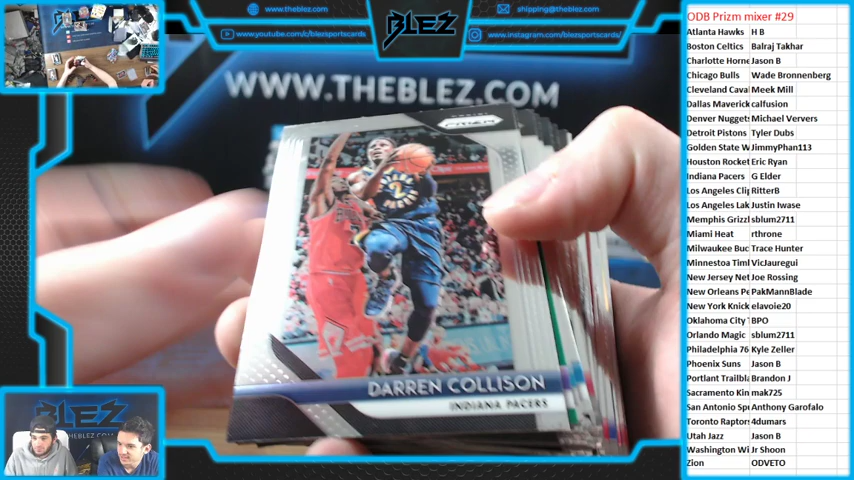 www.theblez.com
shipping@theblez.com
www.youtube.com/c/blezsportscards
www.instagram.com/blezsportscards/
BLEZ
WWW.THEBLEZ.COM
PRIZM
DARREN COLLISON
INDIANA PACERS
BLEZ
ODB Prizm mixer #29
Atlanta Hawks H B
Boston Celtics Balraj Takhar
Charlotte Horne Jason B
Chicago Bulls Wade Bronnenberg
Cleveland Cava Meek Mill
Dallas Maverick calfusion
Denver Nugget Michael Ververs
Detroit Pistons Tyler Dubs
Golden State W JimmyPhan113
Houston Rocket Eric Ryan
Indiana Pacers G Elder
Los Angeles Cli RitterB
Los Angeles Lak Justin Iwase
Memphis Grizzl sblum2711
Miami Heat rthrone
Milwaukee Buc Trace Hunter
Minnestoa Timl VicJauregui
New Jersey Net Joe Rossing
New Orleans Pe PakMannBlade
New York Knick elavoie20
Oklahoma City BPO
Orlando Magic sblum2711
Philadelphia 76 Kyle Zeller
Phoenix Suns Jason B
Portlant Trailbla Brandon J
Sacramento Kin mak725
San Antonio Sp Anthony Garofalo
Toronto Raptor 4dumars
Utah Jazz Jason B
Washington Wi Jr Shoon
Zion ODVETO